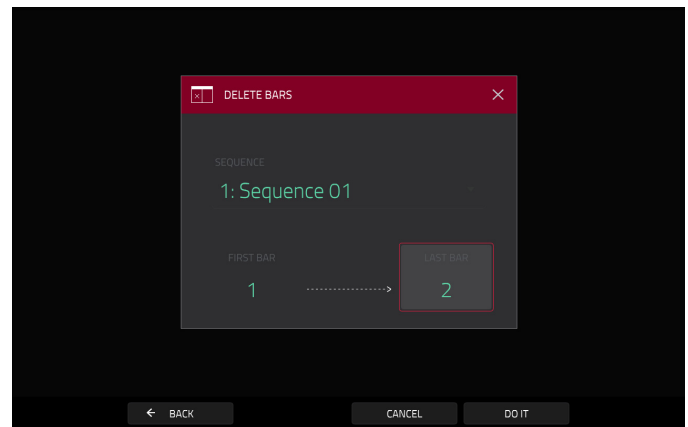 DELETE BARS
SEQUENCE
1: Sequence 01
FIRST BAR
LAST BAR
1
2
BACK
CANCEL
DO IT